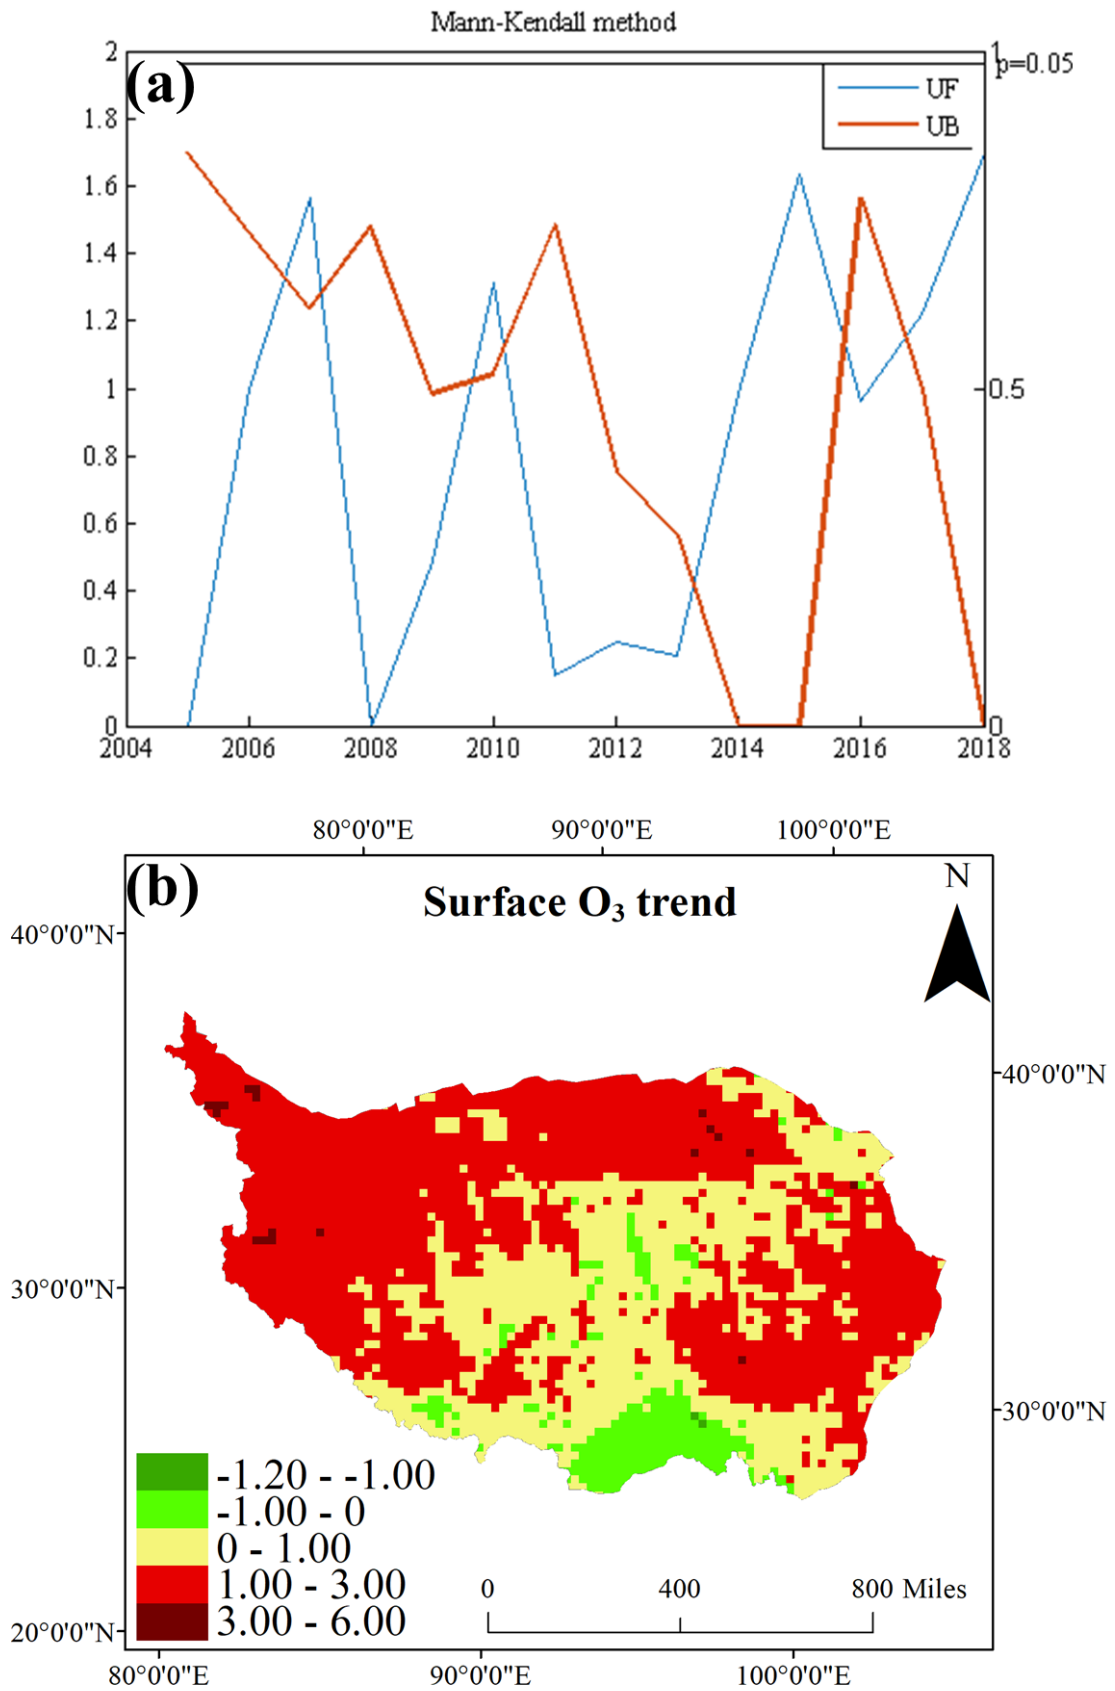 Mann-Kendall method
(a)
2
1.8
1.6
1.4
1.2
1
0.8
0.6
0.4
0.2
0
1
p=0.05
0.5
0
UF
UB
2004 2006 2008 2010 2012 2014 2016 2018
80°0'0"E 90°0'0"E 100°0'0"E
(b)
Surface O₃ trend
N
40°0'0"N
30°0'0"N
20°0'0"N
40°0'0"N
30°0'0"N
-1.20 - -1.00
-1.00 - 0
0 - 1.00
1.00 - 3.00
3.00 - 6.00
0 400 800 Miles
80°0'0"E 90°0'0"E 100°0'0"E